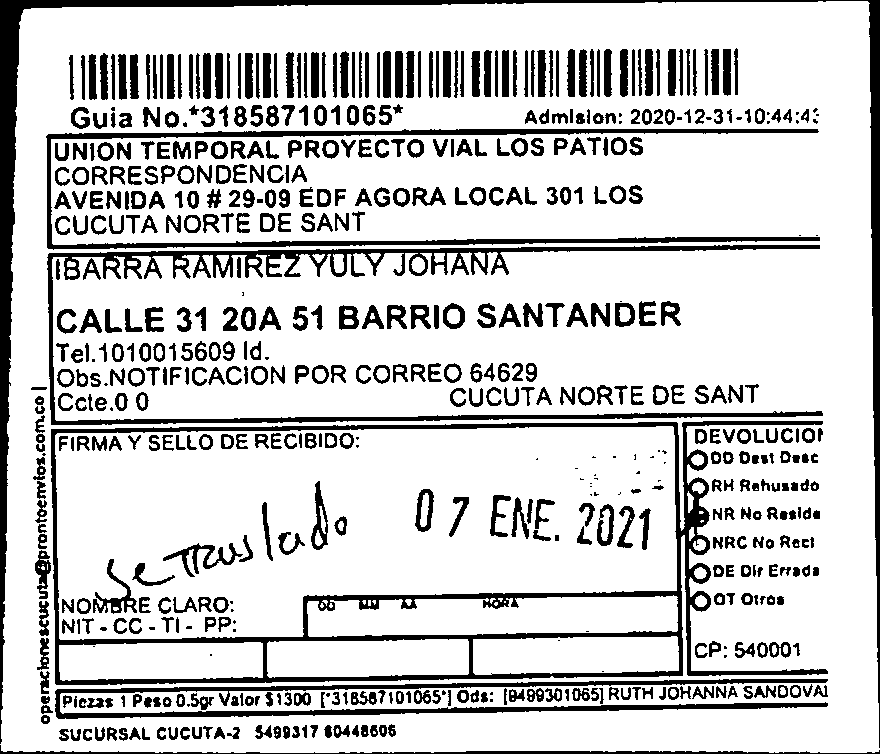 Guia No.*318587101065*
Admision: 2020-12-31-10:44:43
UNION TEMPORAL PROYECTO VIAL LOS PATIOS
CORRESPONDENCIA
AVENIDA 10 # 29-09 EDF AGORA LOCAL 301 LOS
CUCUTA NORTE DE SANT
IBARRA RAMIREZ YULY JOHANA
CALLE 31 20A 51 BARRIO SANTANDER
Tel.1010015609 Id.
Obs.NOTIFICACION POR CORREO 64629
Ccte.0 0 CUCUTA NORTE DE SANT
operacionescucuta@prontoenvios.com.co |
FIRMA Y SELLO DE RECIBIDO:
Se Traslado
07 ENE. 2021
NOMBRE CLARO:
NIT - CC - TI - PP:
DD MM AA HORA
DEVOLUCION
DD Dest Desc
RH Rehusado
NR No Reside
NRC No Recl
DE Dir Errada
OT Otros
CP: 540001
Piezas 1 Peso 0.5gr Valor $1300 [*318587101065*] Ods: [8499301065] RUTH JOHANNA SANDOVAL
SUCURSAL CUCUTA-2 5499317 60448606